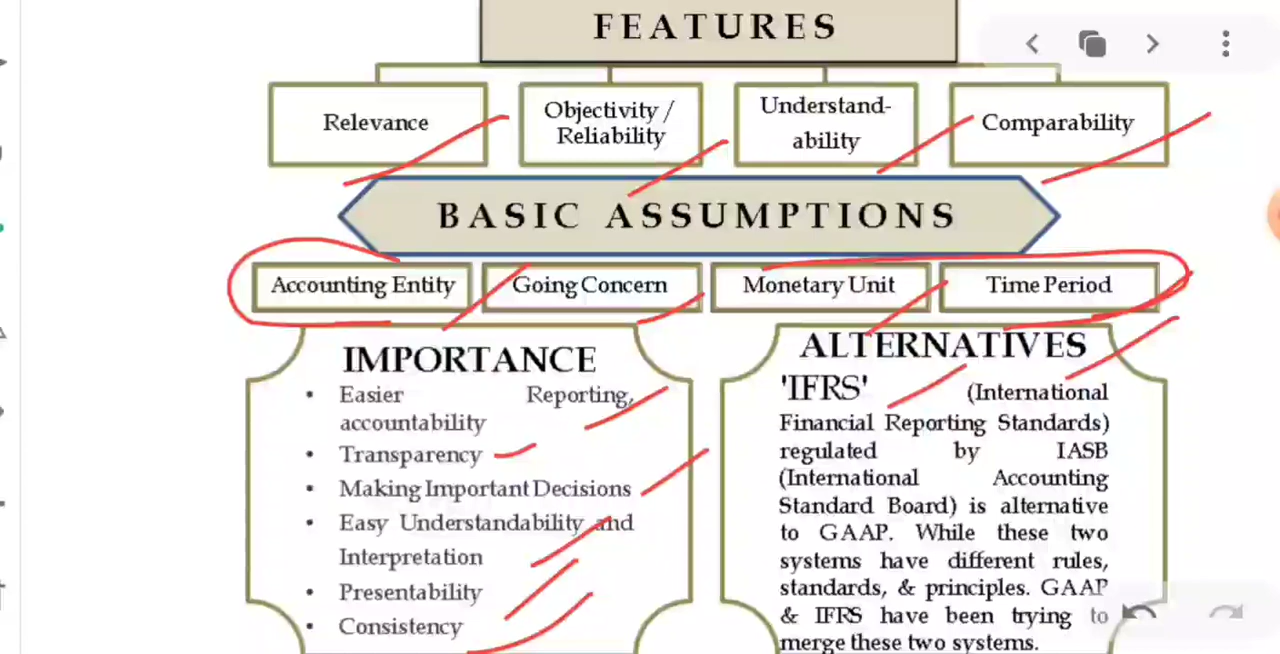 FEATURES
Relevance
Objectivity /
Reliability
Understand-
ability
Comparability
BASIC ASSUMPTIONS
Accounting Entity
Going Concern
Monetary Unit
Time Period
IMPORTANCE
• Easier Reporting,
accountability
• Transparency
• Making Important Decisions
• Easy Understandability and
Interpretation
• Presentability
• Consistency
ALTERNATIVES
'IFRS' (International
Financial Reporting Standards)
regulated by IASB
(International Accounting
Standard Board) is alternative
to GAAP. While these two
systems have different rules,
standards, & principles. GAAP
& IFRS have been trying to
merge these two systems.